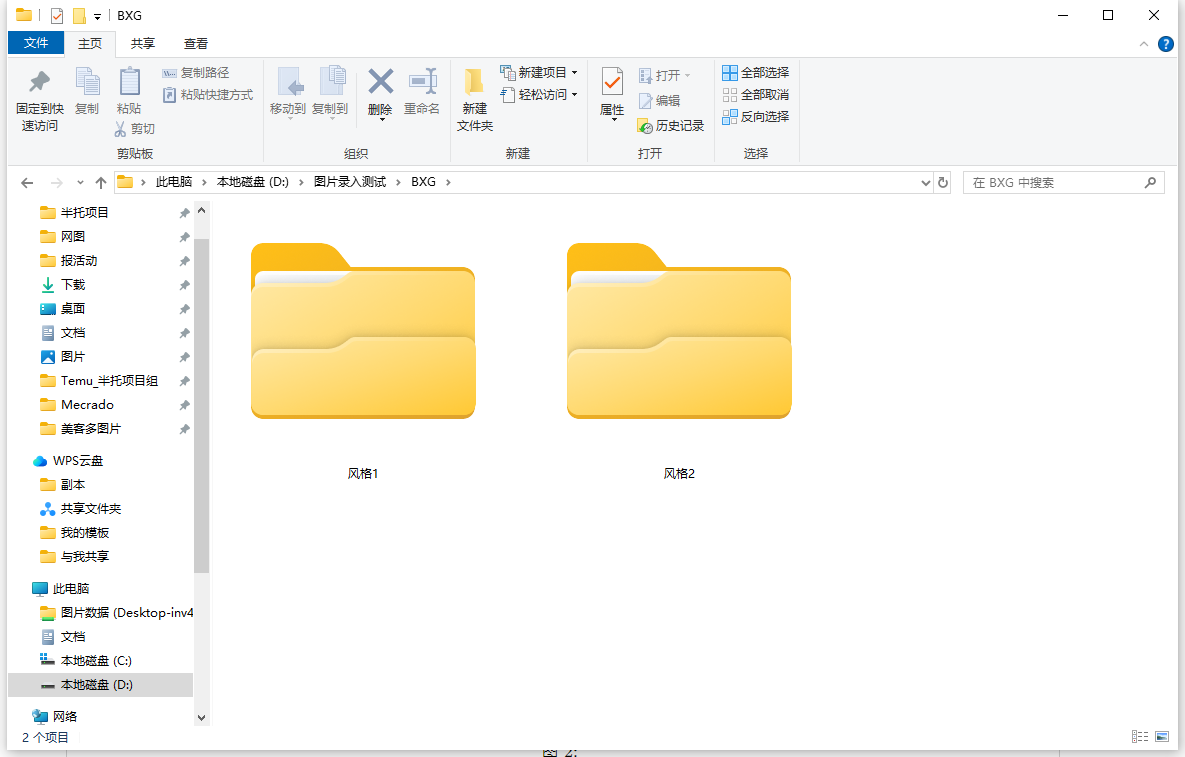 BXG
文件 主页 共享 查看
固定到快速访问
复制
粘贴
复制路径
粘贴快捷方式
剪切
剪贴板
移动到
复制到
删除
重命名
组织
新建文件夹
新建项目
轻松访问
新建
属性
打开
编辑
历史记录
打开
全部选择
全部取消
反向选择
选择
此电脑 本地磁盘 (D:) 图片录入测试 BXG
在 BXG 中搜索
半托项目
网图
报活动
下载
桌面
文档
图片
Temu_半托项目组
Mecrado
美客多图片
WPS云盘
副本
共享文件夹
我的模板
与我共享
此电脑
图片数据 (Desktop-inv4
文档
本地磁盘 (C:)
本地磁盘 (D:)
网络
风格1
风格2
2 个项目
图 2: